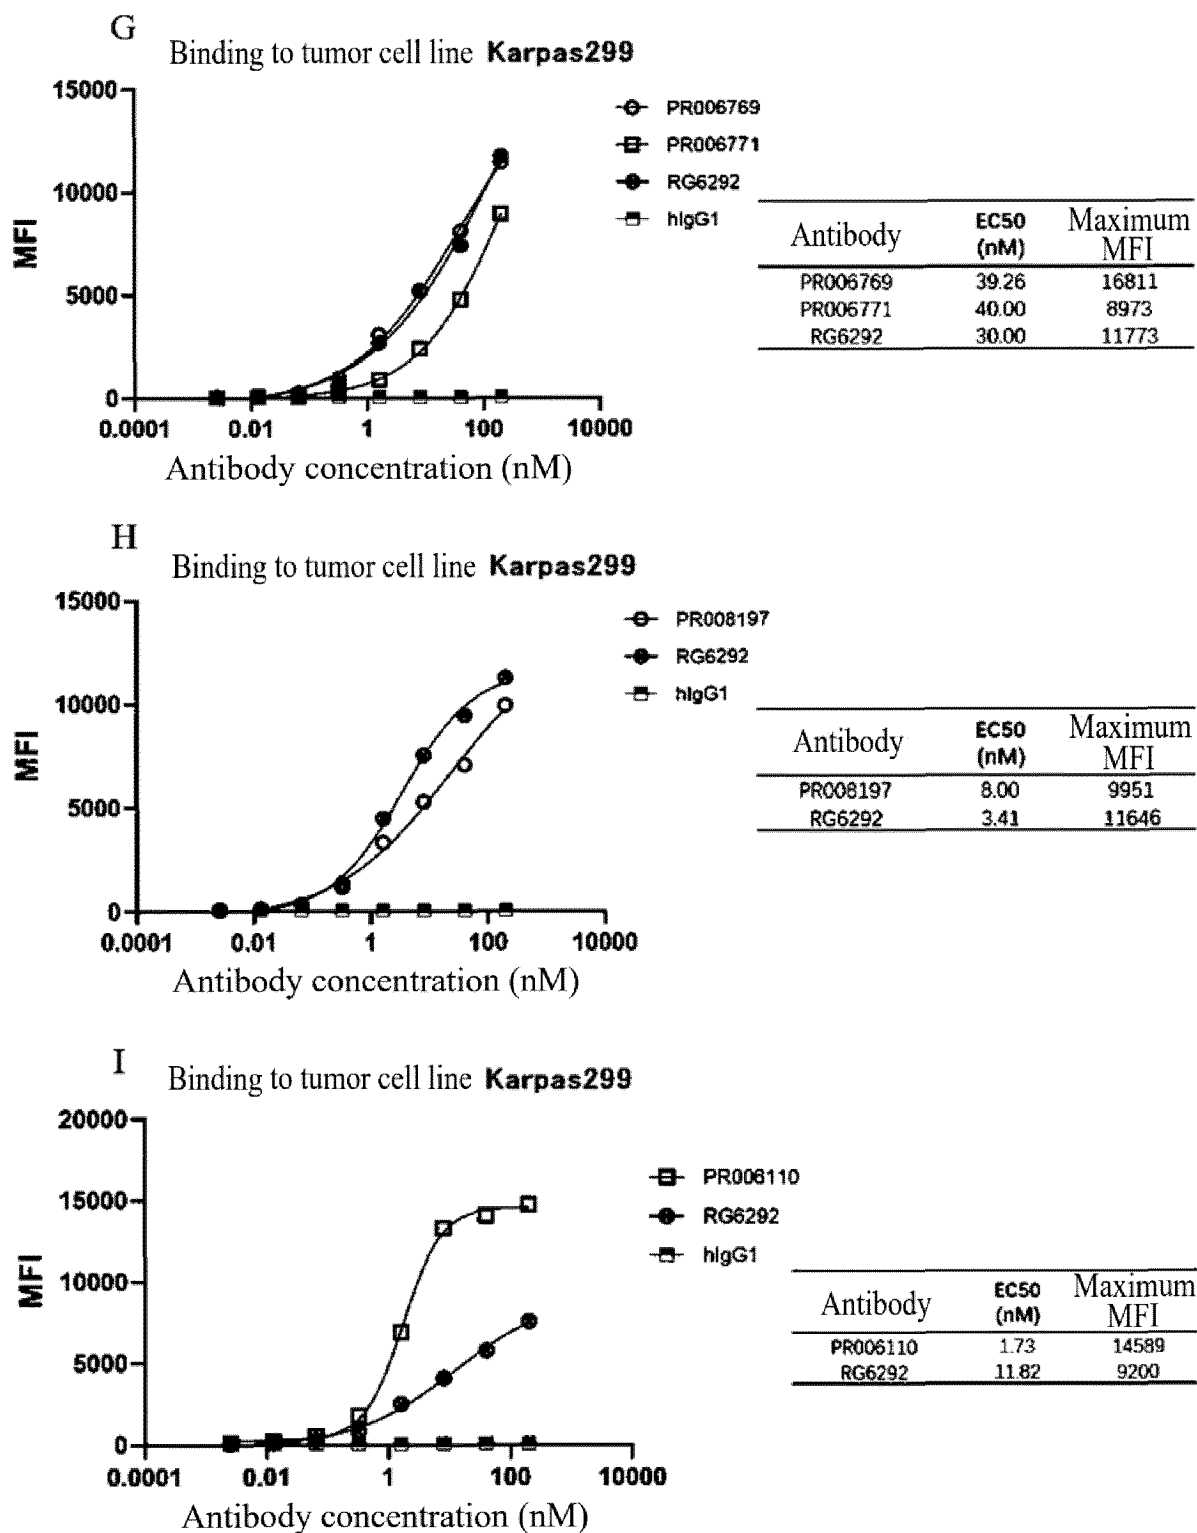 G
Binding to tumor cell line Karpas299
15000
10000
5000
0
MFI
0.0001 0.01 1 100 10000
Antibody concentration (nM)
PR006769
PR006771
RG6292
hIgG1
Antibody EC50 (nM) Maximum MFI
PR006769 39.26 16811
PR006771 40.00 8973
RG6292 30.00 11773
H
Binding to tumor cell line Karpas299
15000
10000
5000
0
MFI
0.0001 0.01 1 100 10000
Antibody concentration (nM)
PR008197
RG6292
hIgG1
Antibody EC50 (nM) Maximum MFI
PR008197 8.00 9951
RG6292 3.41 11646
I
Binding to tumor cell line Karpas299
20000
15000
10000
5000
0
MFI
0.0001 0.01 1 100 10000
Antibody concentration (nM)
PR006110
RG6292
hIgG1
Antibody EC50 (nM) Maximum MFI
PR006110 1.73 14589
RG6292 11.82 9200